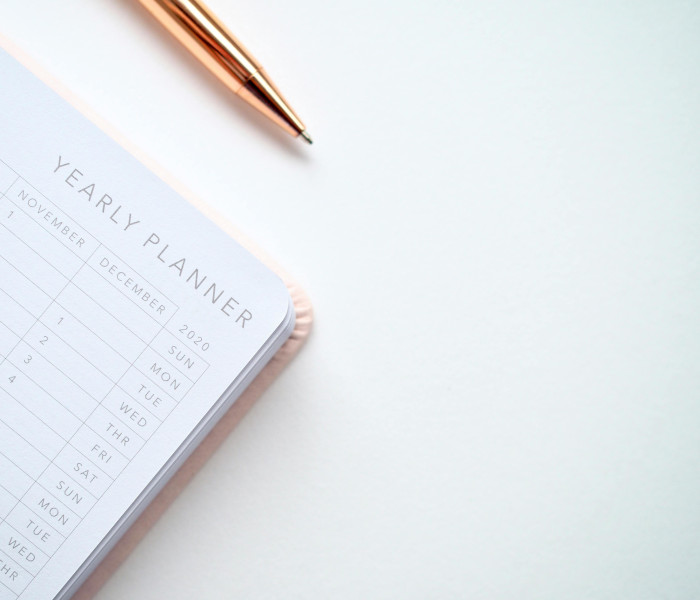 YEARLY PLANNER
NOVEMBER DECEMBER 2020
1 SUN
MON
1 TUE
2 WED
3 THR
4 FRI
SAT
SUN
MON
TUE
WED
THR